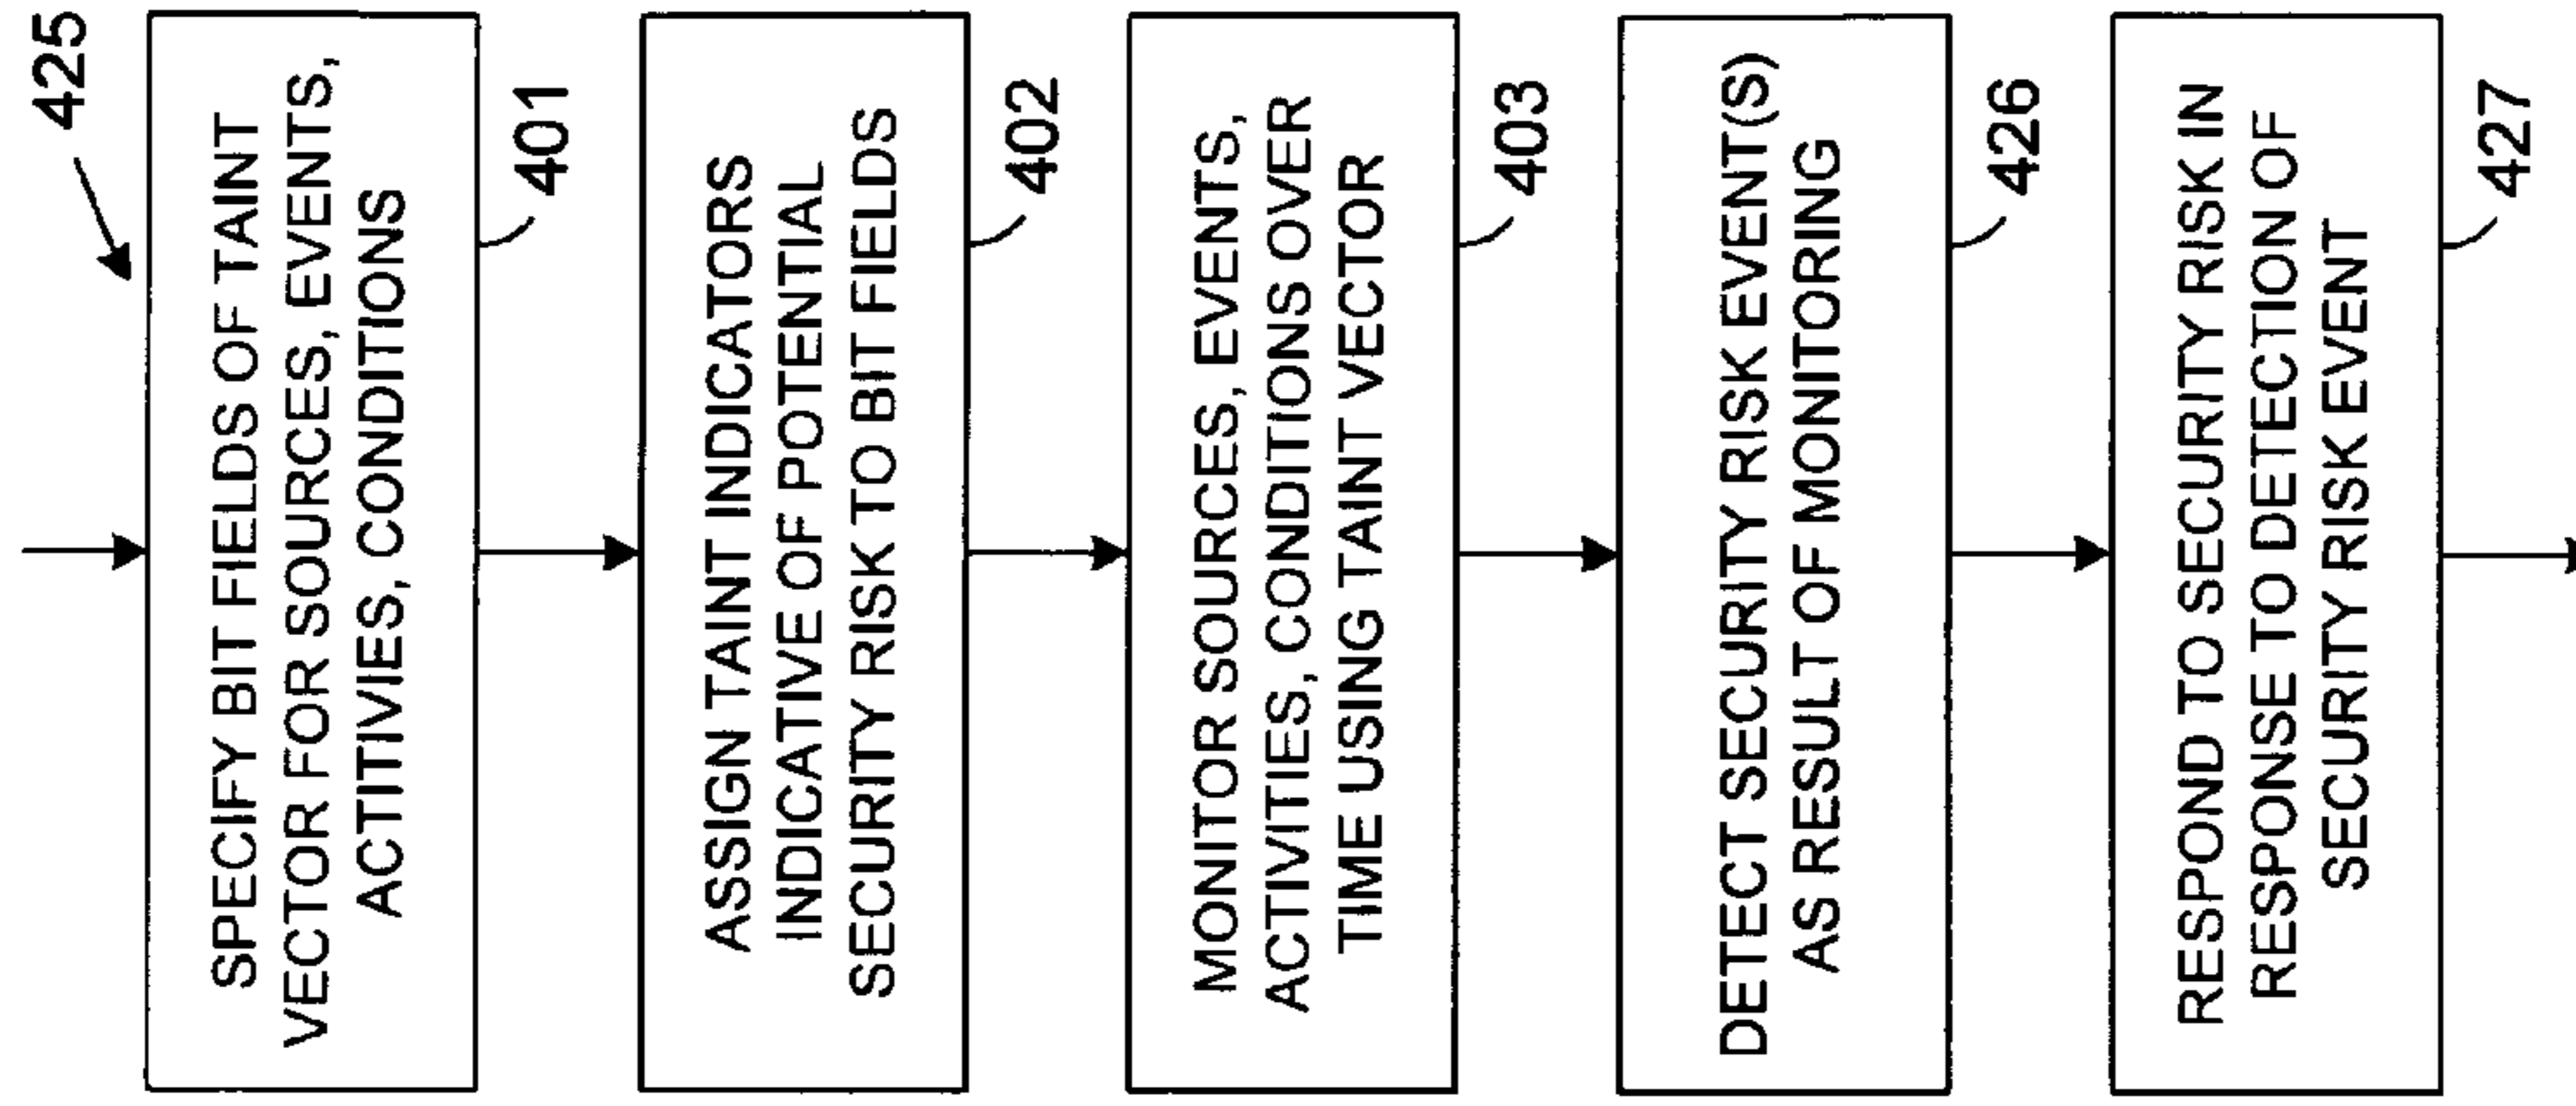 425
SPECIFY BIT FIELDS OF TAINT
VECTOR FOR SOURCES, EVENTS,
ACTITIVIES, CONDITIONS
401
ASSIGN TAINT INDICATORS
INDICATIVE OF POTENTIAL
SECURITY RISK TO BIT FIELDS
402
MONITOR SOURCES, EVENTS,
ACTIVITIES, CONDITIONS OVER
TIME USING TAINT VECTOR
403
DETECT SECURITY RISK EVENT(S)
AS RESULT OF MONITORING
426
RESPOND TO SECURITY RISK IN
RESPONSE TO DETECTION OF
SECURITY RISK EVENT
427